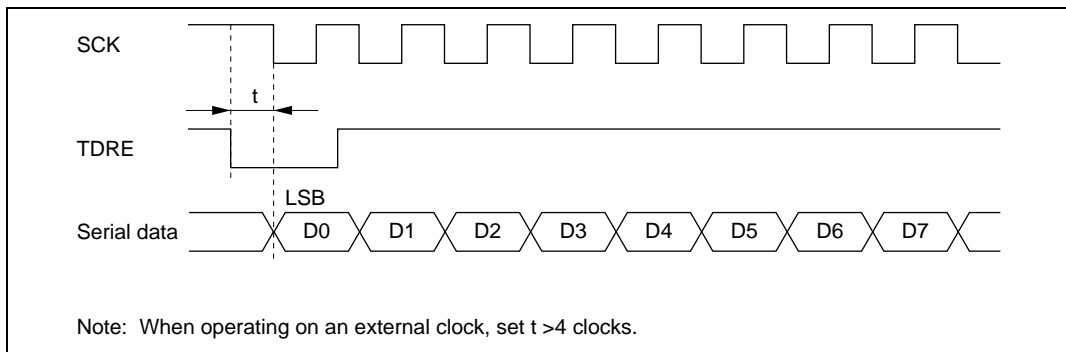 SCK
t
TDRE
LSB
Serial data
D0 D1 D2 D3 D4 D5 D6 D7
Note: When operating on an external clock, set t >4 clocks.